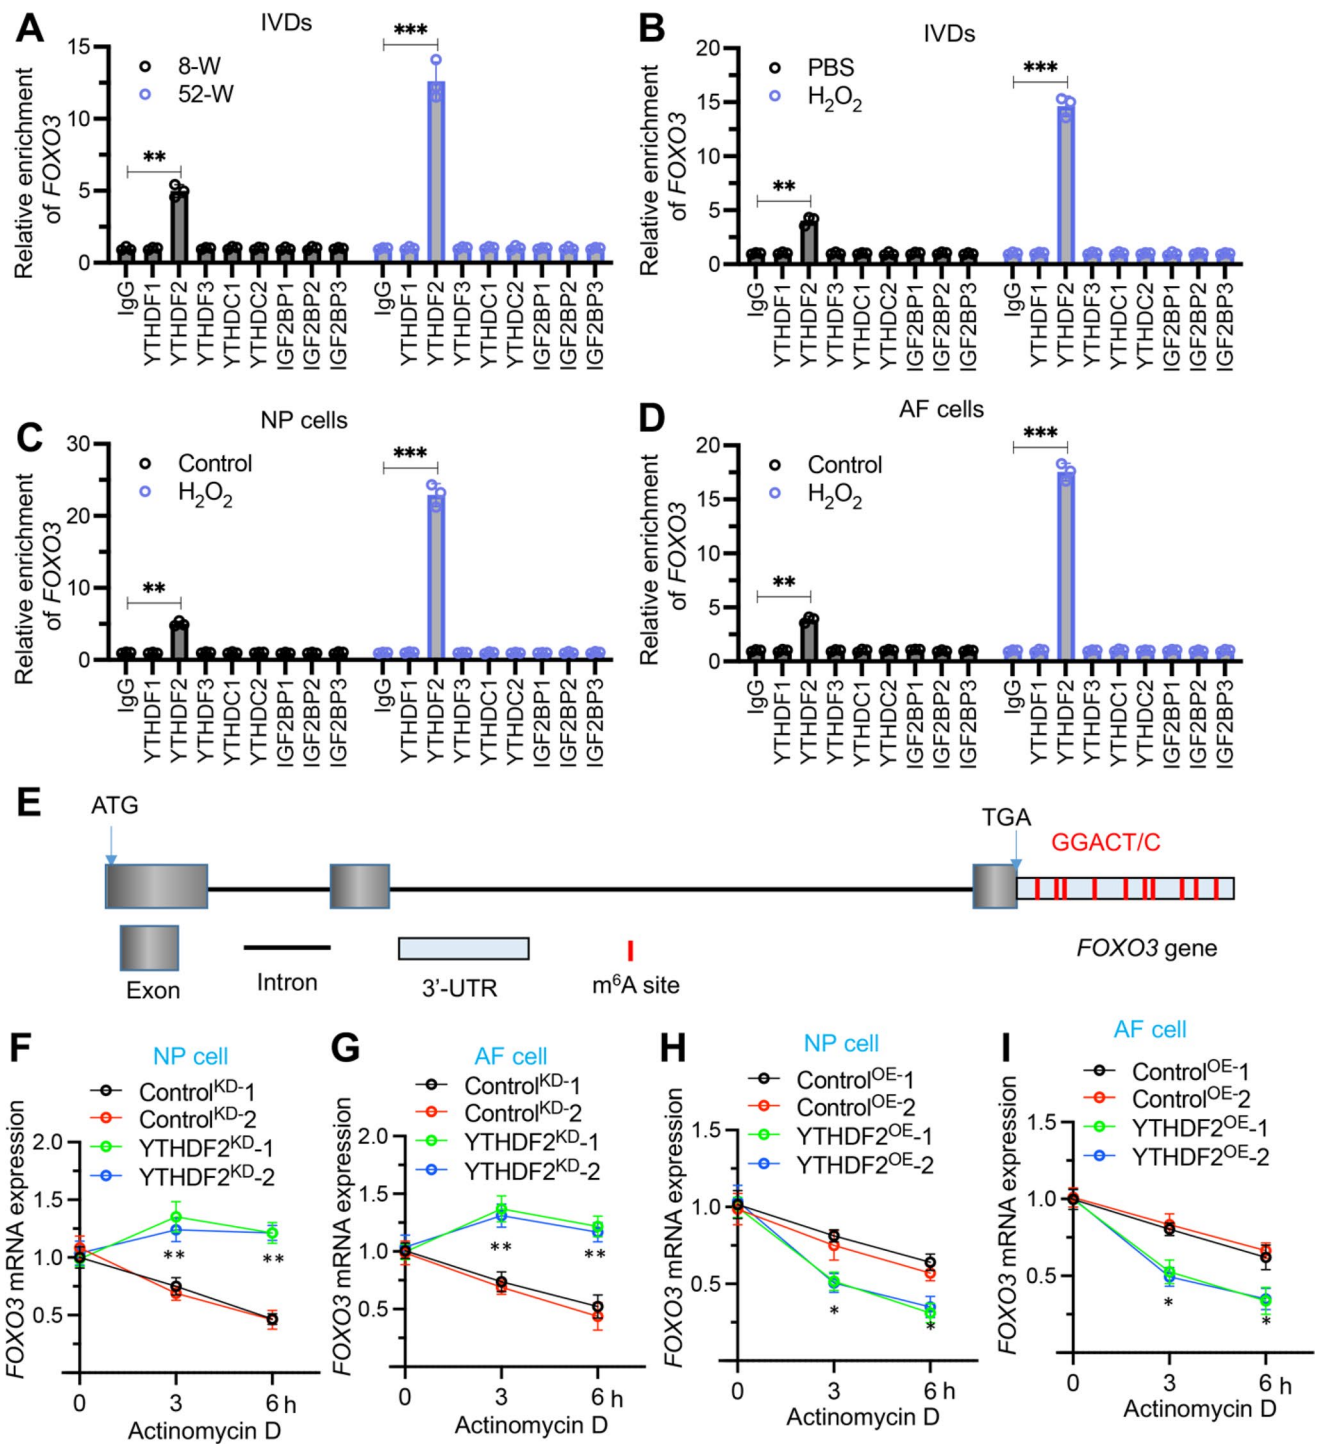 A
IVDs
Relative enrichment
of FOXO3
15
10
5
0
8-W
52-W
**
***
IgG
YTHDF1
YTHDF2
YTHDF3
YTHDC1
YTHDC2
IGF2BP1
IGF2BP2
IGF2BP3
IgG
YTHDF1
YTHDF2
YTHDF3
YTHDC1
YTHDC2
IGF2BP1
IGF2BP2
IGF2BP3
B
IVDs
Relative enrichment
of FOXO3
20
15
10
5
0
PBS
H₂O₂
**
***
IgG
YTHDF1
YTHDF2
YTHDF3
YTHDC1
YTHDC2
IGF2BP1
IGF2BP2
IGF2BP3
IgG
YTHDF1
YTHDF2
YTHDF3
YTHDC1
YTHDC2
IGF2BP1
IGF2BP2
IGF2BP3
C
NP cells
Relative enrichment
of FOXO3
30
20
10
0
Control
H₂O₂
**
***
IgG
YTHDF1
YTHDF2
YTHDF3
YTHDC1
YTHDC2
IGF2BP1
IGF2BP2
IGF2BP3
IgG
YTHDF1
YTHDF2
YTHDF3
YTHDC1
YTHDC2
IGF2BP1
IGF2BP2
IGF2BP3
D
AF cells
Relative enrichment
of FOXO3
20
15
10
5
0
Control
H₂O₂
**
***
IgG
YTHDF1
YTHDF2
YTHDF3
YTHDC1
YTHDC2
IGF2BP1
IGF2BP2
IGF2BP3
IgG
YTHDF1
YTHDF2
YTHDF3
YTHDC1
YTHDC2
IGF2BP1
IGF2BP2
IGF2BP3
E
ATG
TGA
GGACT/C
Exon
Intron
3'-UTR
m⁶A site
FOXO3 gene
F
NP cell
Controlᴷᴰ-1
Controlᴷᴰ-2
YTHDF2ᴷᴰ-1
YTHDF2ᴷᴰ-2
FOXO3 mRNA expression
2.0
1.5
1.0
0.5
**
**
0 3 6 h
Actinomycin D
G
AF cell
Controlᴷᴰ-1
Controlᴷᴰ-2
YTHDF2ᴷᴰ-1
YTHDF2ᴷᴰ-2
FOXO3 mRNA expression
2.0
1.5
1.0
0.5
**
**
0 3 6 h
Actinomycin D
H
NP cell
Controlᴼᴱ-1
Controlᴼᴱ-2
YTHDF2ᴼᴱ-1
YTHDF2ᴼᴱ-2
FOXO3 mRNA expression
1.5
1.0
0.5
*
*
0 3 6 h
Actinomycin D
I
AF cell
Controlᴼᴱ-1
Controlᴼᴱ-2
YTHDF2ᴼᴱ-1
YTHDF2ᴼᴱ-2
FOXO3 mRNA expression
1.5
1.0
0.5
*
*
0 3 6 h
Actinomycin D